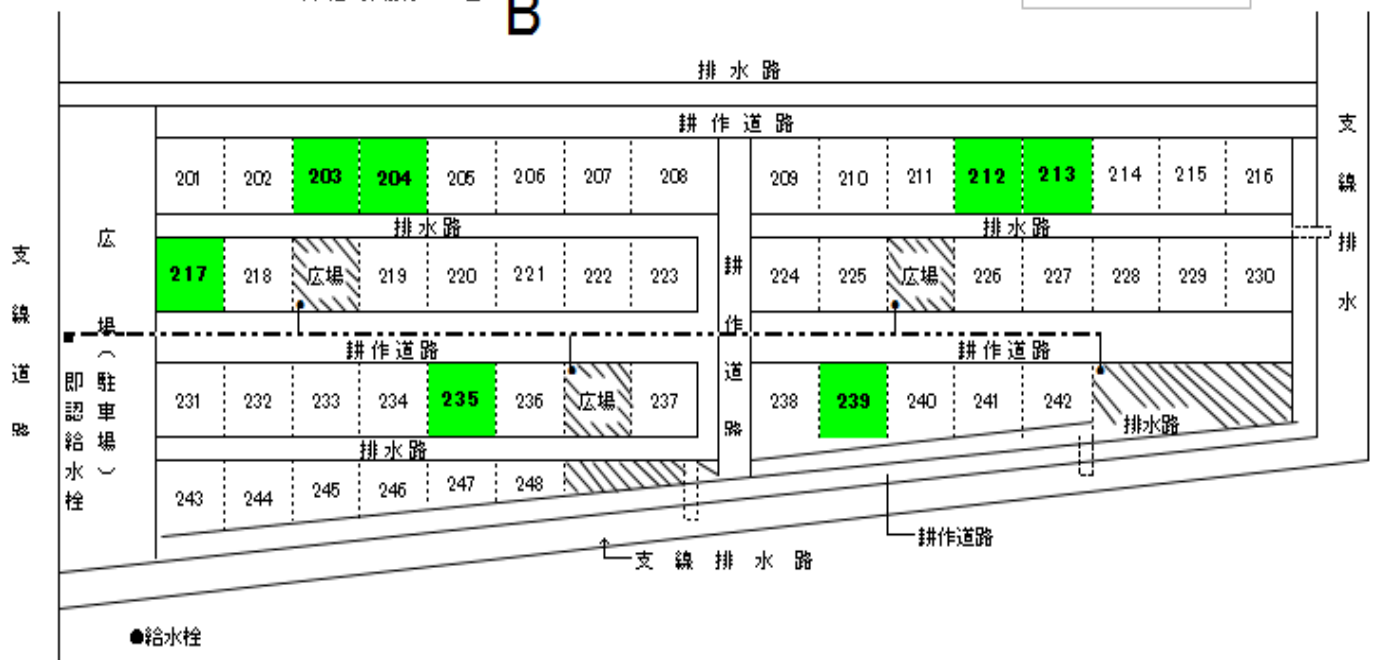 B
排水路
耕作道路
201 202 203 204 205 206 207 208 209 210 211 212 213 214 215 216
排水路 排水路
217 218 広場 219 220 221 222 223 224 225 広場 226 227 228 229 230
耕作道路 耕作道路
231 232 233 234 235 236 広場 237 238 239 240 241 242
排水路 排水路
243 244 245 246 247 248
耕作道路
支線排水路
●給水栓
支線道路
広場(駐車場)
即認給水栓
耕作道路
支線排水